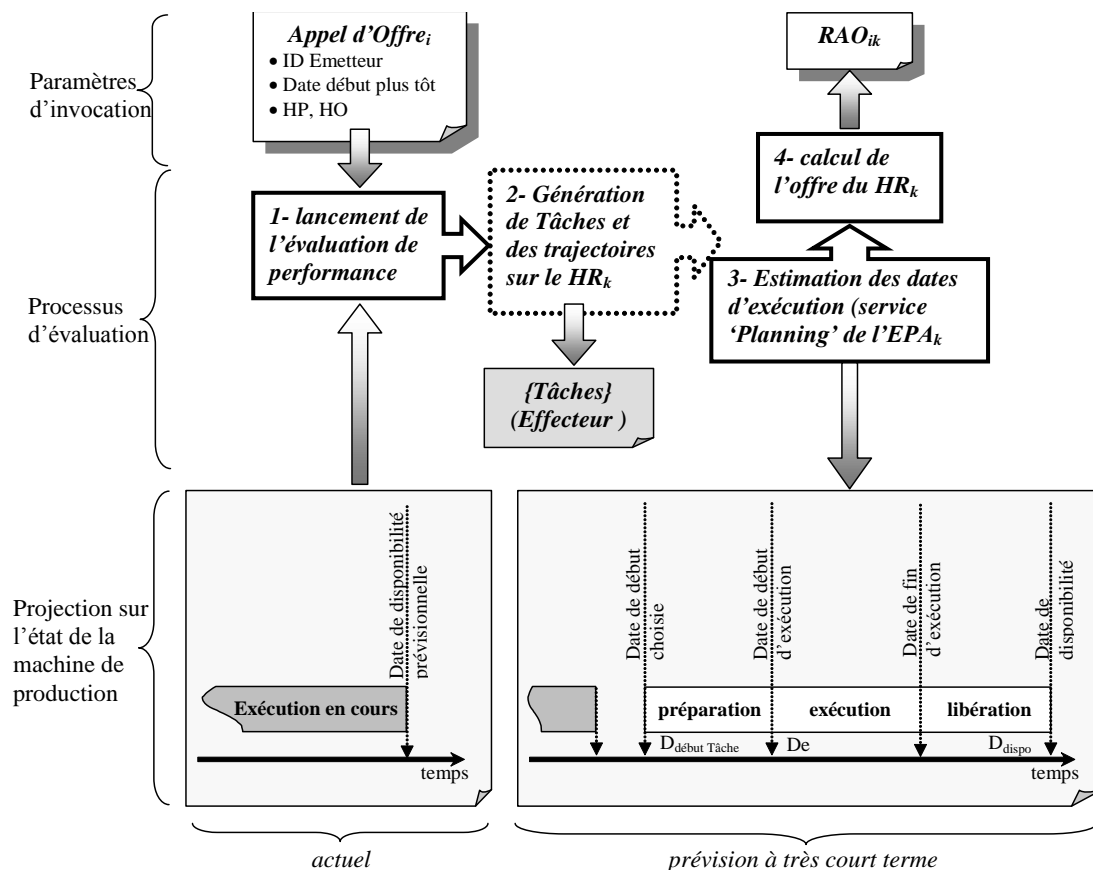 Appel d'Offrei
• ID Emetteur
• Date début plus tôt
• HP, HO
RAOik
Paramètres
d'invocation
1- lancement de
l'évaluation de
performance
2- Génération
de Tâches et
des trajectoires
sur le HRk
4- calcul de
l'offre du HRk
3- Estimation des dates
d'exécution (service
'Planning' de l'EPAk
Processus
d'évaluation
{Tâches}
(Effecteur )
Projection sur
l'état de la
machine de
production
Date de disponibilité
prévisionnelle
Exécution en cours
temps
Date de début
choisie
Date de début
d'exécution
Date de fin
d'exécution
Date de
disponibilité
préparation
exécution
libération
Ddébut Tâche
De
Ddispo
temps
actuel
prévision à très court terme